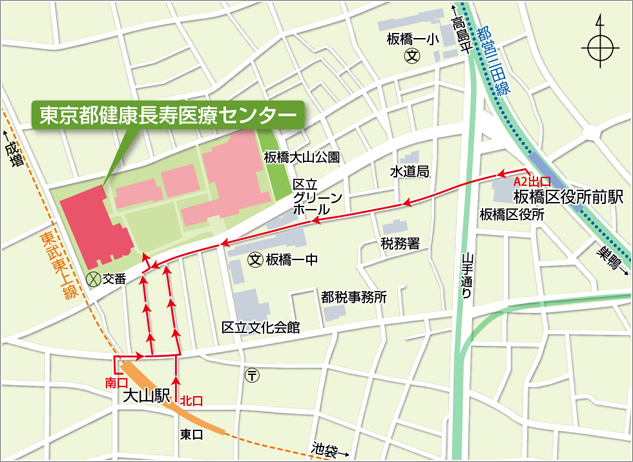 板橋一小
文
←高島平
都営三田線
東京都健康長寿医療センター
←成増
板橋大山公園
水道局
A2出口
板橋区役所前駅
板橋区役所
区立
グリーン
ホール
東武東上線
税務署
巣鴨→
文
板橋一中
山手通り
交番
都税事務所
区立文化会館
南口
大山駅
北口
東口
池袋→